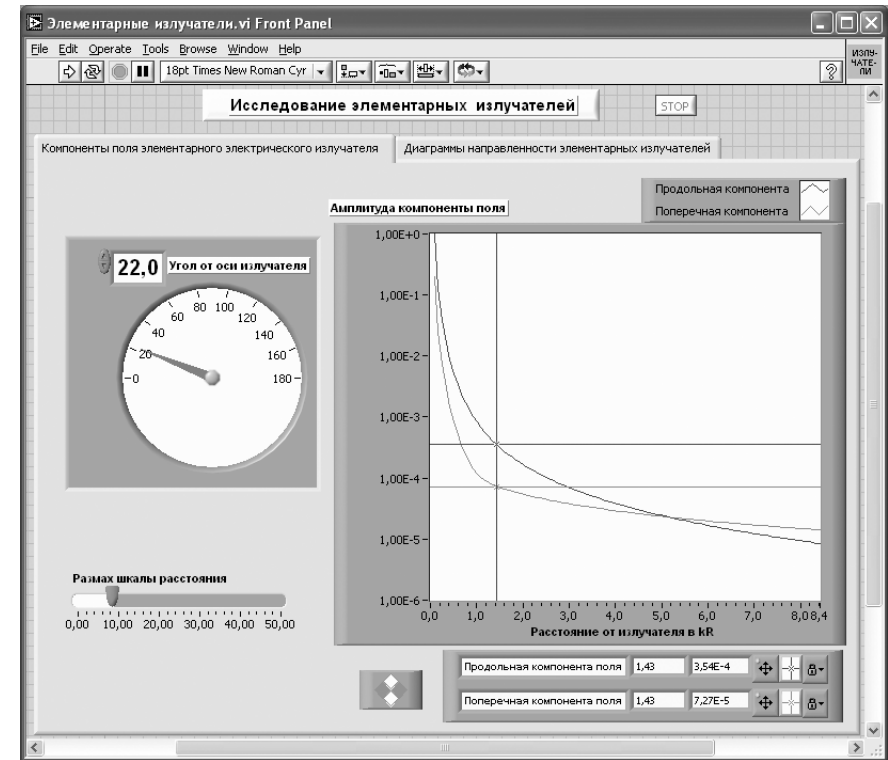 Элементарные излучатели.vi Front Panel
File Edit Operate Tools Browse Window Help
ИЗЛУ-
ЧАТЕ-
ЛИ
18pt Times New Roman Cyr
?
Исследование элементарных излучателей
STOP
Компоненты поля элементарного электрического излучателя
Диаграммы направленности элементарных излучателей
Продольная компонента
Поперечная компонента
Амплитуда компоненты поля
22,0 Угол от оси излучателя
0 20 40 60 80 100 120 140 160 180
1,00E+0
1,00E-1
1,00E-2
1,00E-3
1,00E-4
1,00E-5
1,00E-6
0,0 1,0 2,0 3,0 4,0 5,0 6,0 7,0 8,0 8,4
Расстояние от излучателя в kR
Размах шкалы расстояния
0,00 10,00 20,00 30,00 40,00 50,00
Продольная компонента поля 1,43 3,54E-4
Поперечная компонента поля 1,43 7,27E-5